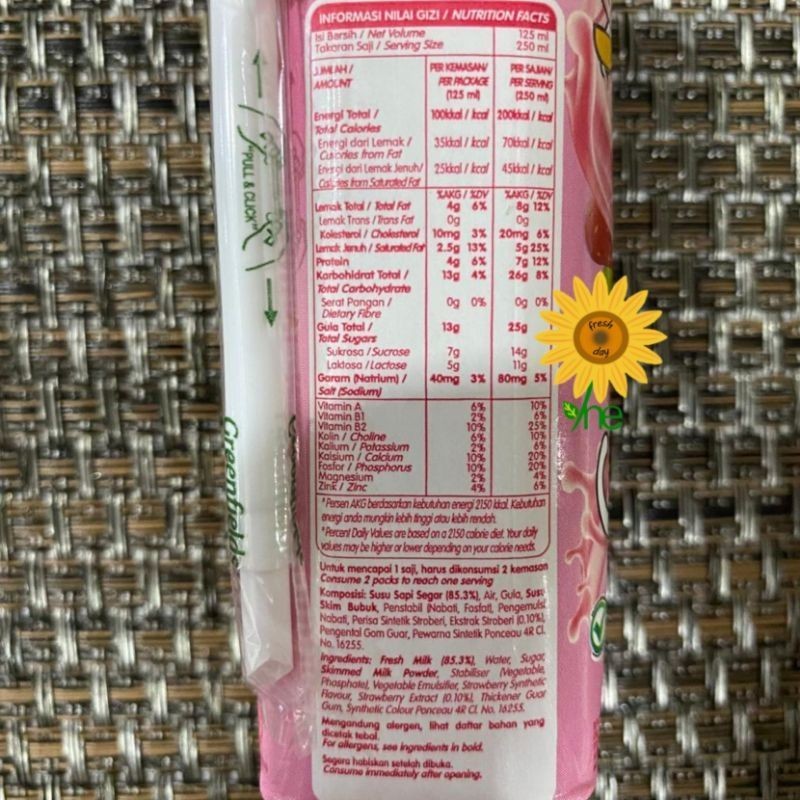 INFORMASI NILAI GIZI / NUTRITION FACTS
Isi Bersih / Net Volume 125 ml
Takaran Saji / Serving Size 250 ml
JUMLAH / PER KEMASAN/ PER SAJIAN/
AMOUNT PER PACKAGE PER SERVING
(125 ml) (250 ml)
Energi Total / 100kkal / kcal 200kkal / kcal
Total Calories
Energi dari Lemak / 35kkal / kcal 70kkal / kcal
Calories from Fat
Energi dari Lemak Jenuh/ 25kkal / kcal 45kkal / kcal
Calories from Saturated Fat
%AKG / %DV %AKG / %DV
Lemak Total / Total Fat 4g 6% 8g 12%
Lemak Trans / Trans Fat 0g 0g
Kolesterol / Cholesterol 10mg 3% 20mg 6%
Lemak Jenuh / Saturated Fat 2.5g 13% 5g 25%
Protein 4g 6% 7g 12%
Karbohidrat Total / 13g 4% 26g 8%
Total Carbohydrate
Serat Pangan / 0g 0% 0g 0%
Dietary Fibre
Gula Total / 13g 25g
Total Sugars
Sukrosa / Sucrose 7g 14g
Laktosa / Lactose 5g 11g
Garam (Natrium) / 40mg 3% 80mg 5%
Salt (Sodium)
Vitamin A 6% 10%
Vitamin B1 2% 6%
Vitamin B2 10% 25%
Kolin / Choline 6% 10%
Kalium / Potassium 2% 6%
Kalsium / Calcium 10% 20%
Fosfor / Phosphorus 10% 20%
Magnesium 2% 4%
Zink / Zinc 4% 6%
*Persen AKG berdasarkan kebutuhan energi 2150 kkal. Kebutuhan
energi anda mungkin lebih tinggi atau lebih rendah.
*Percent Daily Values are based on a 2150 calorie diet. Your daily
values may be higher or lower depending on your calorie needs.
Untuk mencapai 1 saji, harus dikonsumsi 2 kemasan
Consume 2 packs to reach one serving
Komposisi: Susu Sapi Segar (85.3%), Air, Gula, Susu
Skim Bubuk, Penstabil (Nabati, Fosfat), Pengemulsi
Nabati, Perisa Sintetik Stroberi, Ekstrak Stroberi (0.10%),
Pengental Gom Guar, Pewarna Sintetik Ponceau 4R CI.
No. 16255.
Ingredients: Fresh Milk (85.3%), Water, Sugar,
Skimmed Milk Powder, Stabiliser (Vegetable,
Phosphate), Vegetable Emulsifier, Strawberry Synthetic
Flavour, Strawberry Extract (0.10%), Thickener Guar
Gum, Synthetic Colour Ponceau 4R CI. No. 16255.
Mengandung alergen, lihat daftar bahan yang
dicetak tebal.
For allergens, see ingredients in bold.
Segera habiskan setelah dibuka.
Consume immediately after opening.
"PULL & CLICK"
Greenfields
fresh
day
yhe